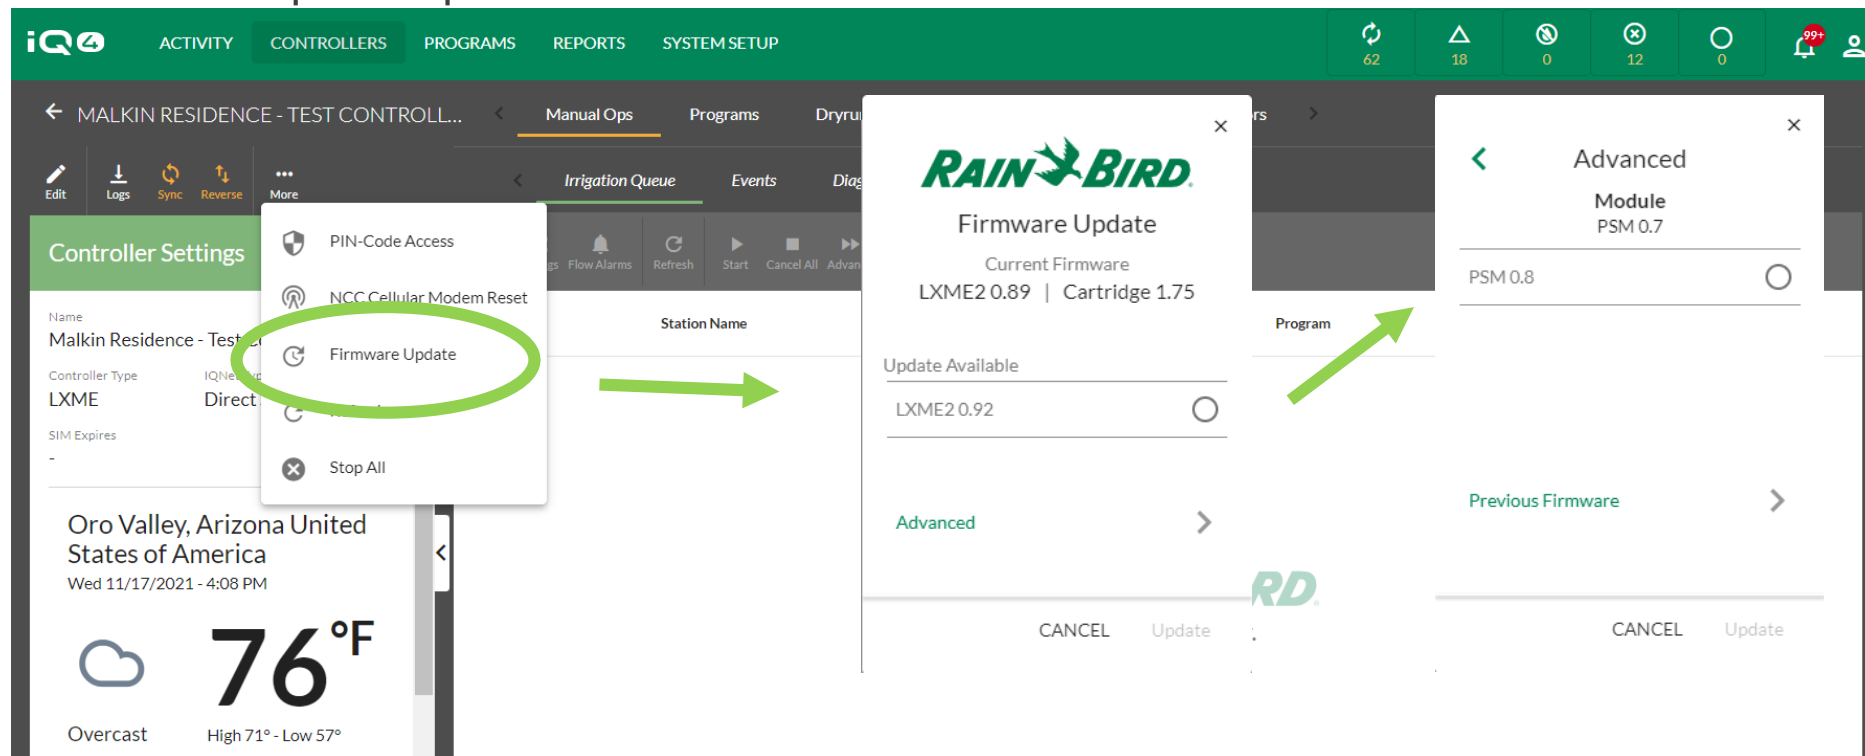 iQ4 ACTIVITY CONTROLLERS PROGRAMS REPORTS SYSTEM SETUP
62 18 0 12 0 99+
MALKIN RESIDENCE - TEST CONTROLL... Manual Ops Programs
Edit Logs Sync Reverse More
Irrigation Queue Events
Controller Settings
Flow Alarms Refresh Start Cancel All
Name
Malkin Residence - Test
Controller Type
LXME Direct
SIM Expires
-
PIN-Code Access
NCC Cellular Modem Reset
Firmware Update
Stop All
Station Name
Program
Oro Valley, Arizona United
States of America
Wed 11/17/2021 - 4:08 PM
76°F
Overcast High 71° - Low 57°
RAIN BIRD.
Firmware Update
Current Firmware
LXME2 0.89 | Cartridge 1.75
Update Available
LXME2 0.92
Advanced
CANCEL Update
Advanced
Module
PSM 0.7
PSM 0.8
Previous Firmware
CANCEL Update